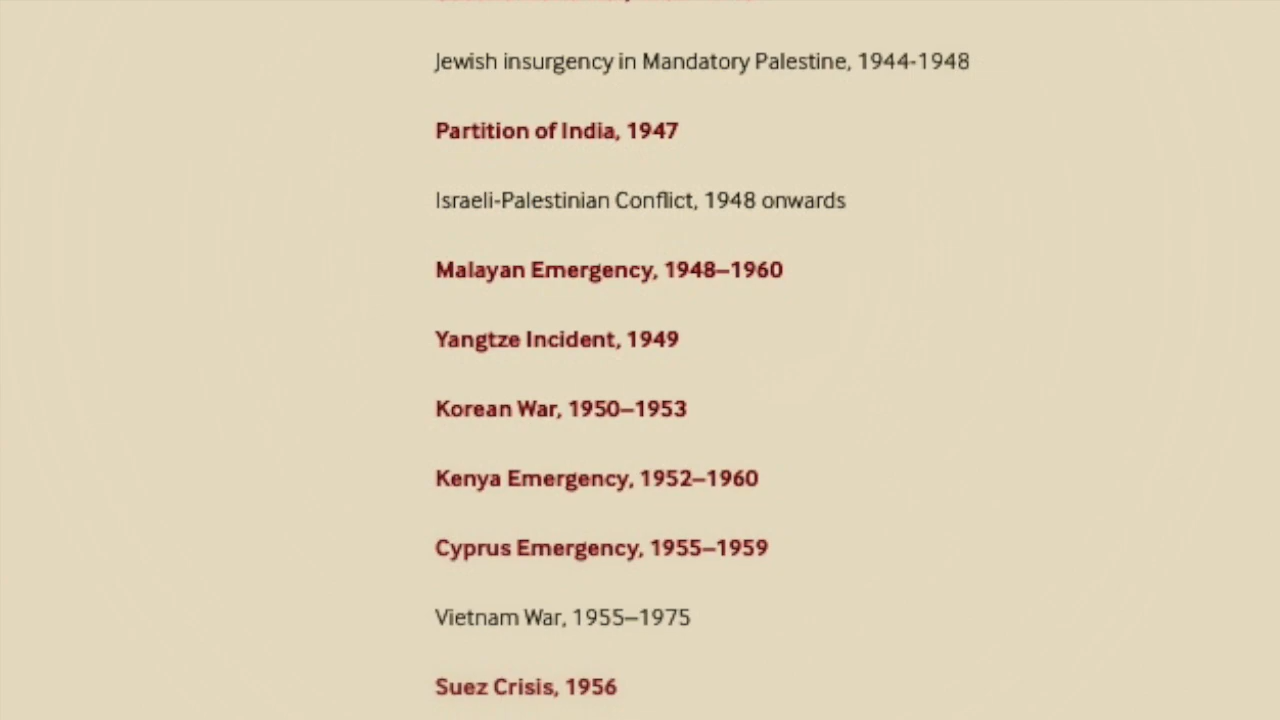 Jewish insurgency in Mandatory Palestine, 1944-1948
Partition of India, 1947
Israeli-Palestinian Conflict, 1948 onwards
Malayan Emergency, 1948–1960
Yangtze Incident, 1949
Korean War, 1950–1953
Kenya Emergency, 1952–1960
Cyprus Emergency, 1955–1959
Vietnam War, 1955–1975
Suez Crisis, 1956